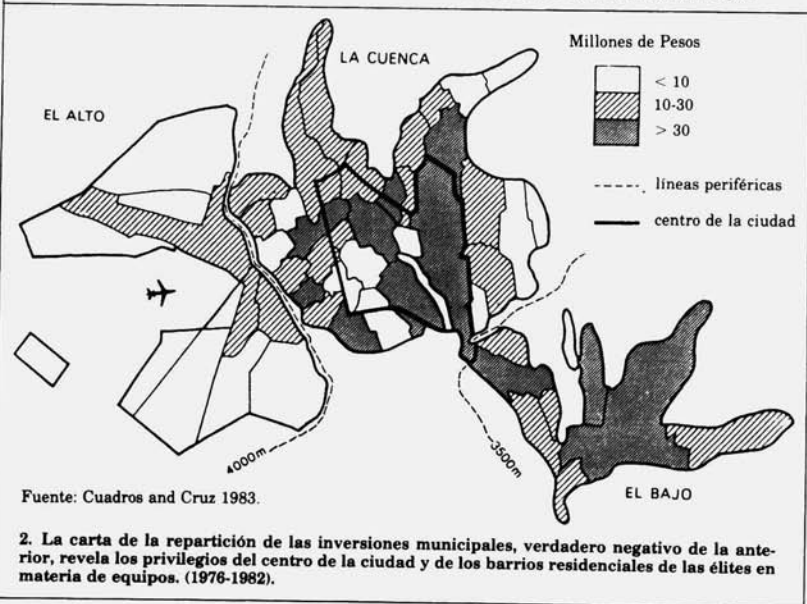 LA CUENCA
Millones de Pesos
< 10
10-30
> 30
EL ALTO
líneas periféricas
centro de la ciudad
4000m
3500m
EL BAJO
Fuente: Cuadros and Cruz 1983.
2. La carta de la repartición de las inversiones municipales, verdadero negativo de la ante-
rior, revela los privilegios del centro de la ciudad y de los barrios residenciales de las élites en
materia de equipos. (1976-1982).